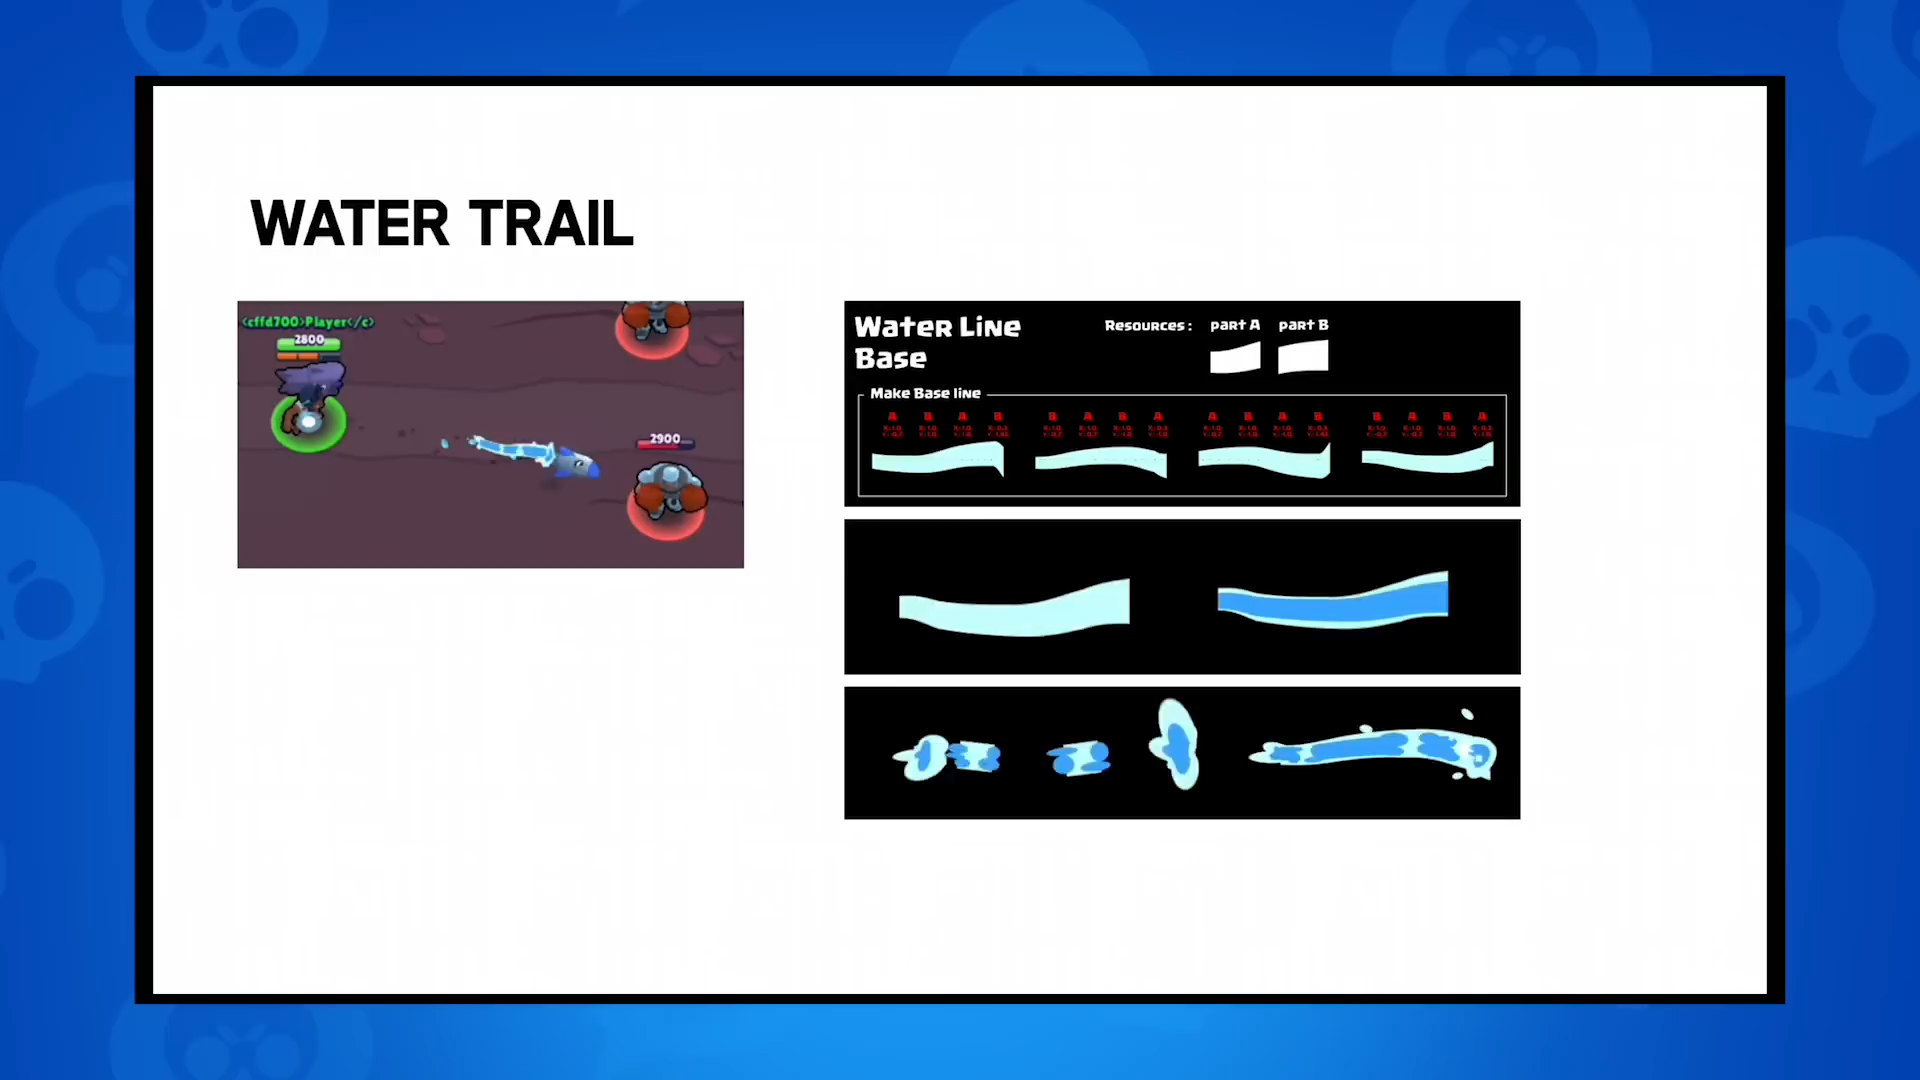 WATER TRAIL
<cffd700>Player</c>
2800
2900
Water Line
Base
Resources: part A part B
Make Base line
A B A B B A B A A B A B B A B A